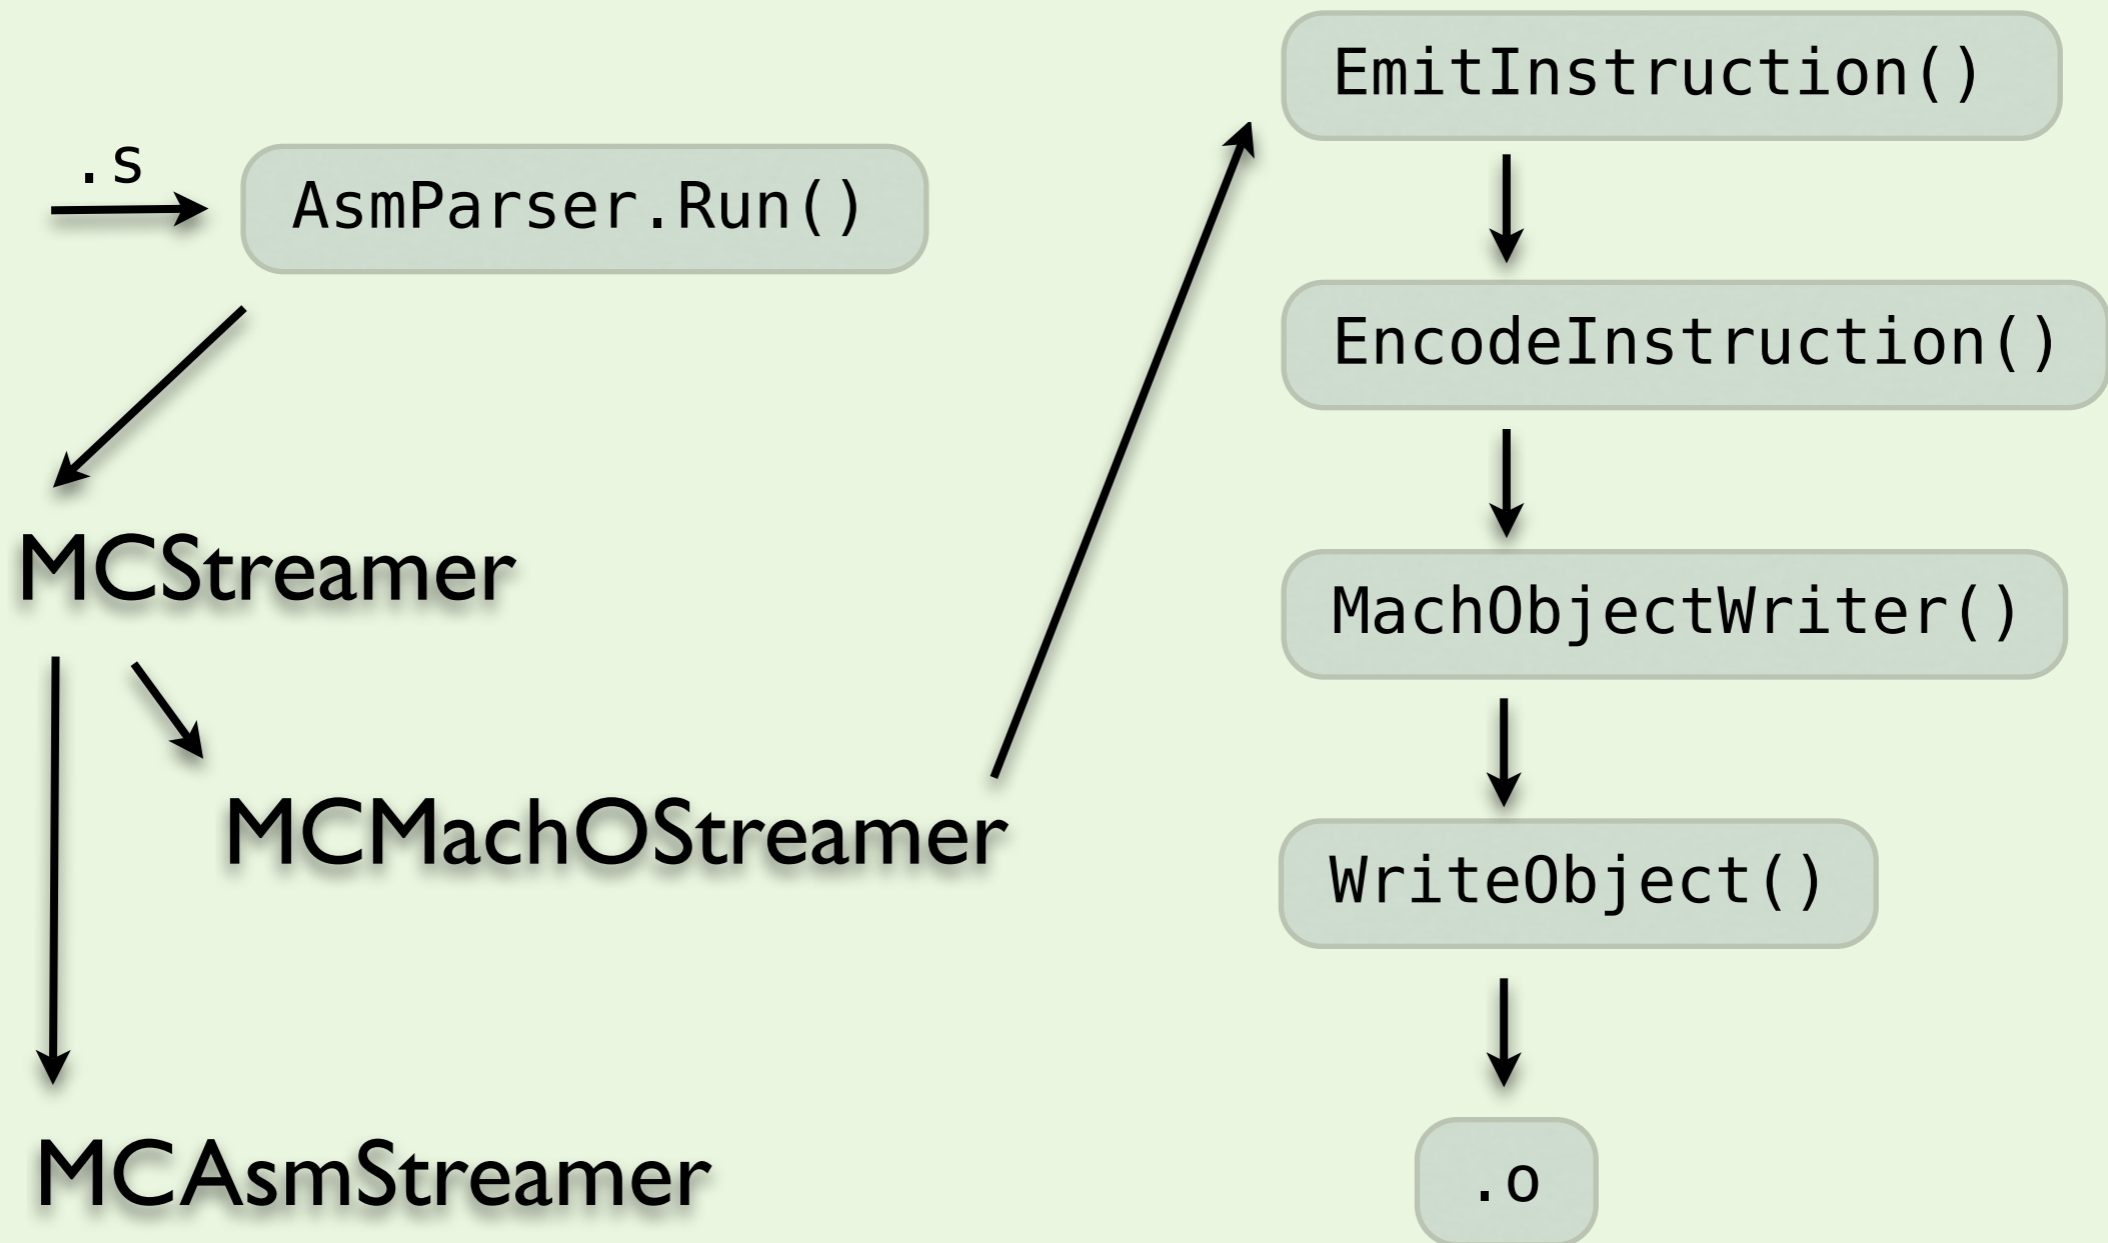 .s
AsmParser.Run()
MCStreamer
MCMachOStreamer
MCAsmStreamer
EmitInstruction()
EncodeInstruction()
MachObjectWriter()
WriteObject()
.o